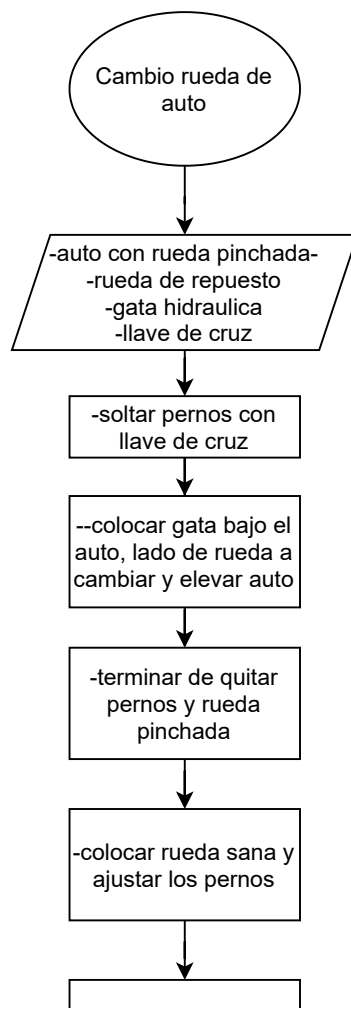 Cambio rueda de
auto
-auto con rueda pinchada-
-rueda de repuesto
-gata hidraulica
-llave de cruz
-soltar pernos con
llave de cruz
--colocar gata bajo el
auto, lado de rueda a
cambiar y elevar auto
-terminar de quitar
pernos y rueda
pinchada
-colocar rueda sana y
ajustar los pernos